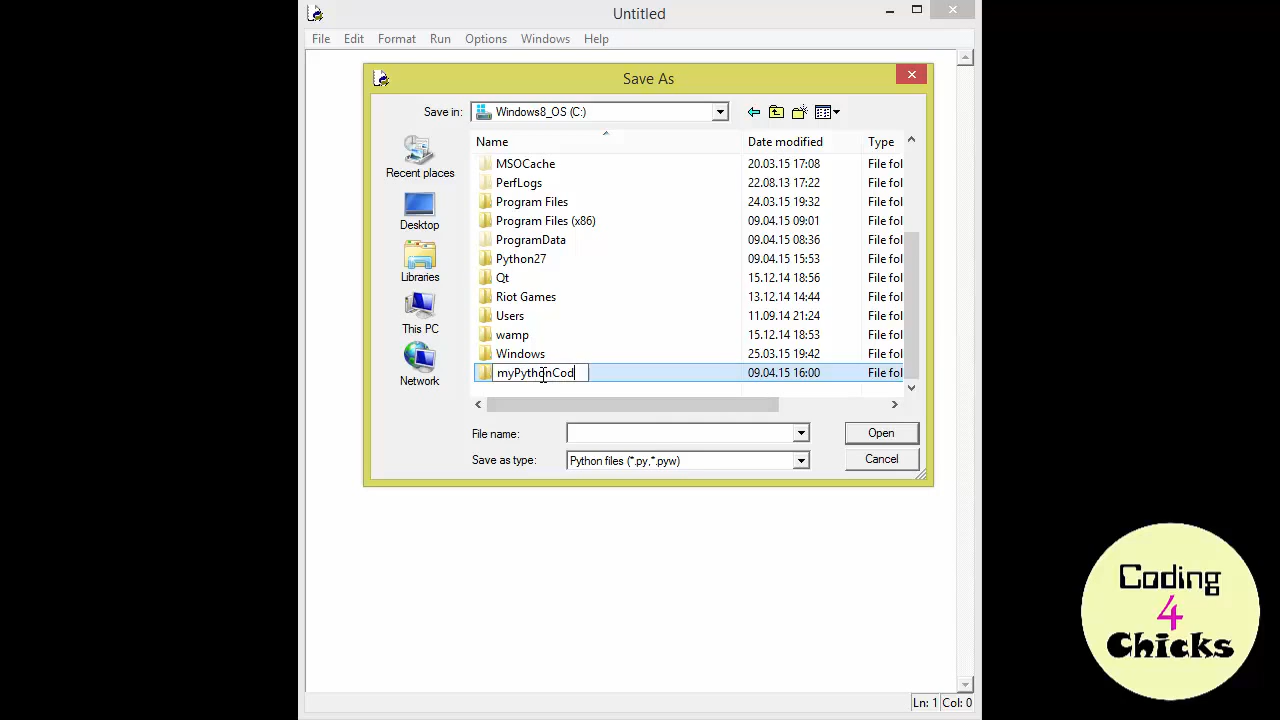 Untitled
File Edit Format Run Options Windows Help
Save As
Save in: Windows8_OS (C:)
Name Date modified Type
MSOCache 20.03.15 17:08 File fol
PerfLogs 22.08.13 17:22 File fol
Program Files 24.03.15 19:32 File fol
Program Files (x86) 09.04.15 09:01 File fol
ProgramData 09.04.15 08:36 File fol
Python27 09.04.15 15:53 File fol
Qt 15.12.14 18:56 File fol
Riot Games 13.12.14 14:44 File fol
Users 11.09.14 21:24 File fol
wamp 15.12.14 18:53 File fol
Windows 25.03.15 19:42 File fol
myPythonCod 09.04.15 16:00 File fol
Recent places
Desktop
Libraries
This PC
Network
File name: Open
Save as type: Python files (*.py,*.pyw) Cancel
Ln: 1 Col: 0
Coding
4
Chicks